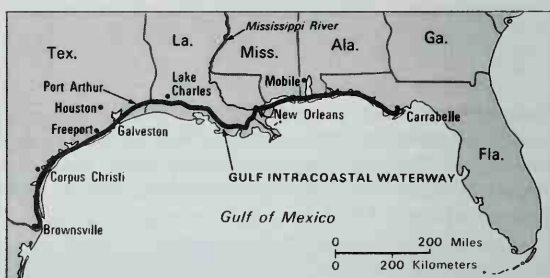 Mississippi River
Tex.
La.
Miss.
Ala.
Ga.
Port Arthur
Lake
Charles
Mobile
Houston
New Orleans
Carrabelle
Freeport
Galveston
Fla.
Corpus Christi
GULF INTRACOASTAL WATERWAY
Gulf of Mexico
Brownsville
0 200 Miles
0 200 Kilometers